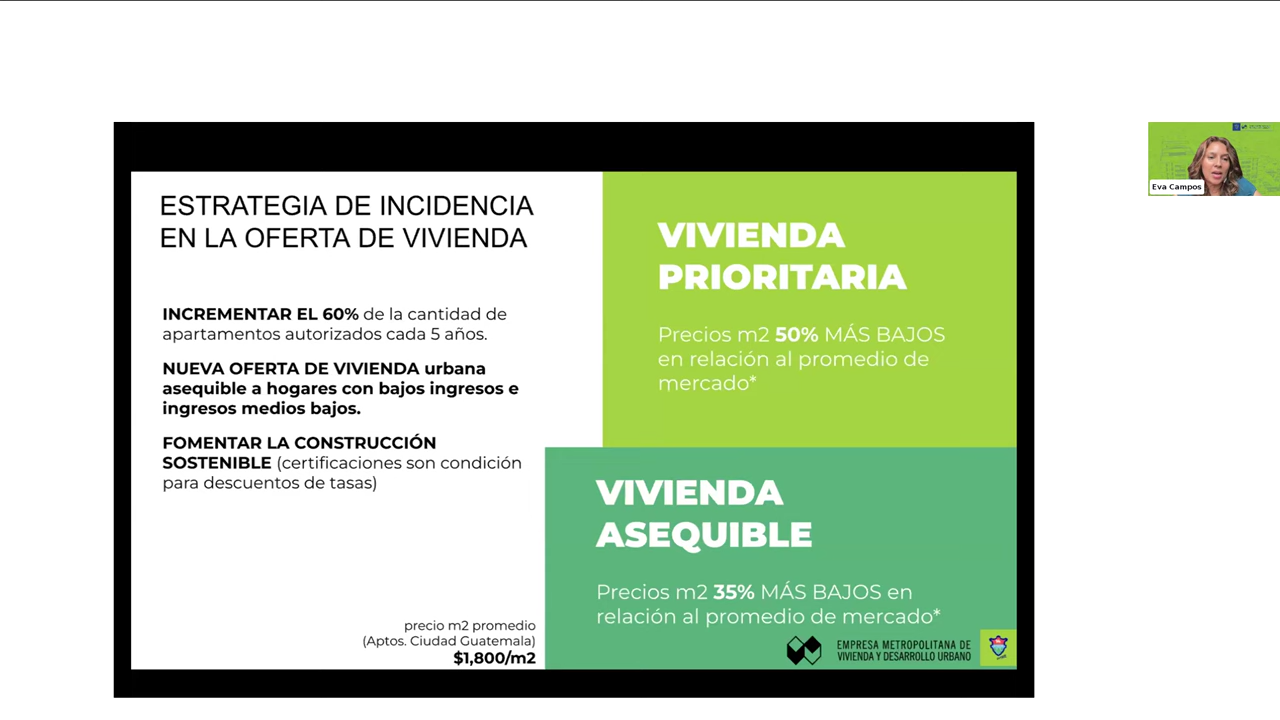 ESTRATEGIA DE INCIDENCIA
EN LA OFERTA DE VIVIENDA
INCREMENTAR EL 60% de la cantidad de
apartamentos autorizados cada 5 años.
NUEVA OFERTA DE VIVIENDA urbana
asequible a hogares con bajos ingresos e
ingresos medios bajos.
FOMENTAR LA CONSTRUCCIÓN
SOSTENIBLE (certificaciones son condición
para descuentos de tasas)
precio m2 promedio
(Aptos. Ciudad Guatemala)
$1,800/m2
VIVIENDA
PRIORITARIA
Precios m2 50% MÁS BAJOS
en relación al promedio de
mercado*
VIVIENDA
ASEQUIBLE
Precios m2 35% MÁS BAJOS en
relación al promedio de mercado*
EMPRESA METROPOLITANA DE
VIVIENDA Y DESARROLLO URBANO
Eva Campos